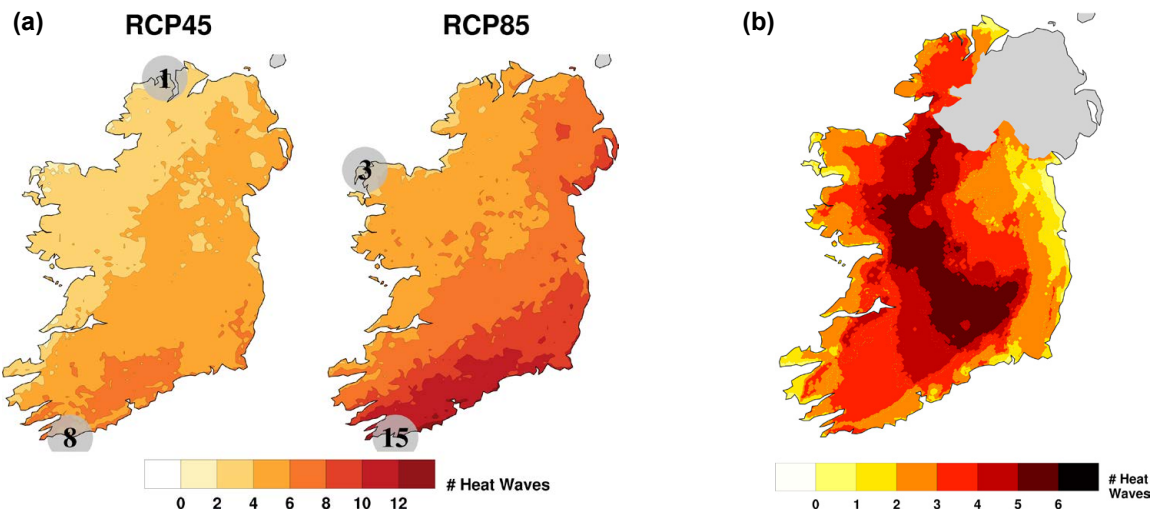 (a) RCP45 RCP85 (b)
1
3
8 15
# Heat Waves
0 2 4 6 8 10 12
# Heat
Waves
0 1 2 3 4 5 6